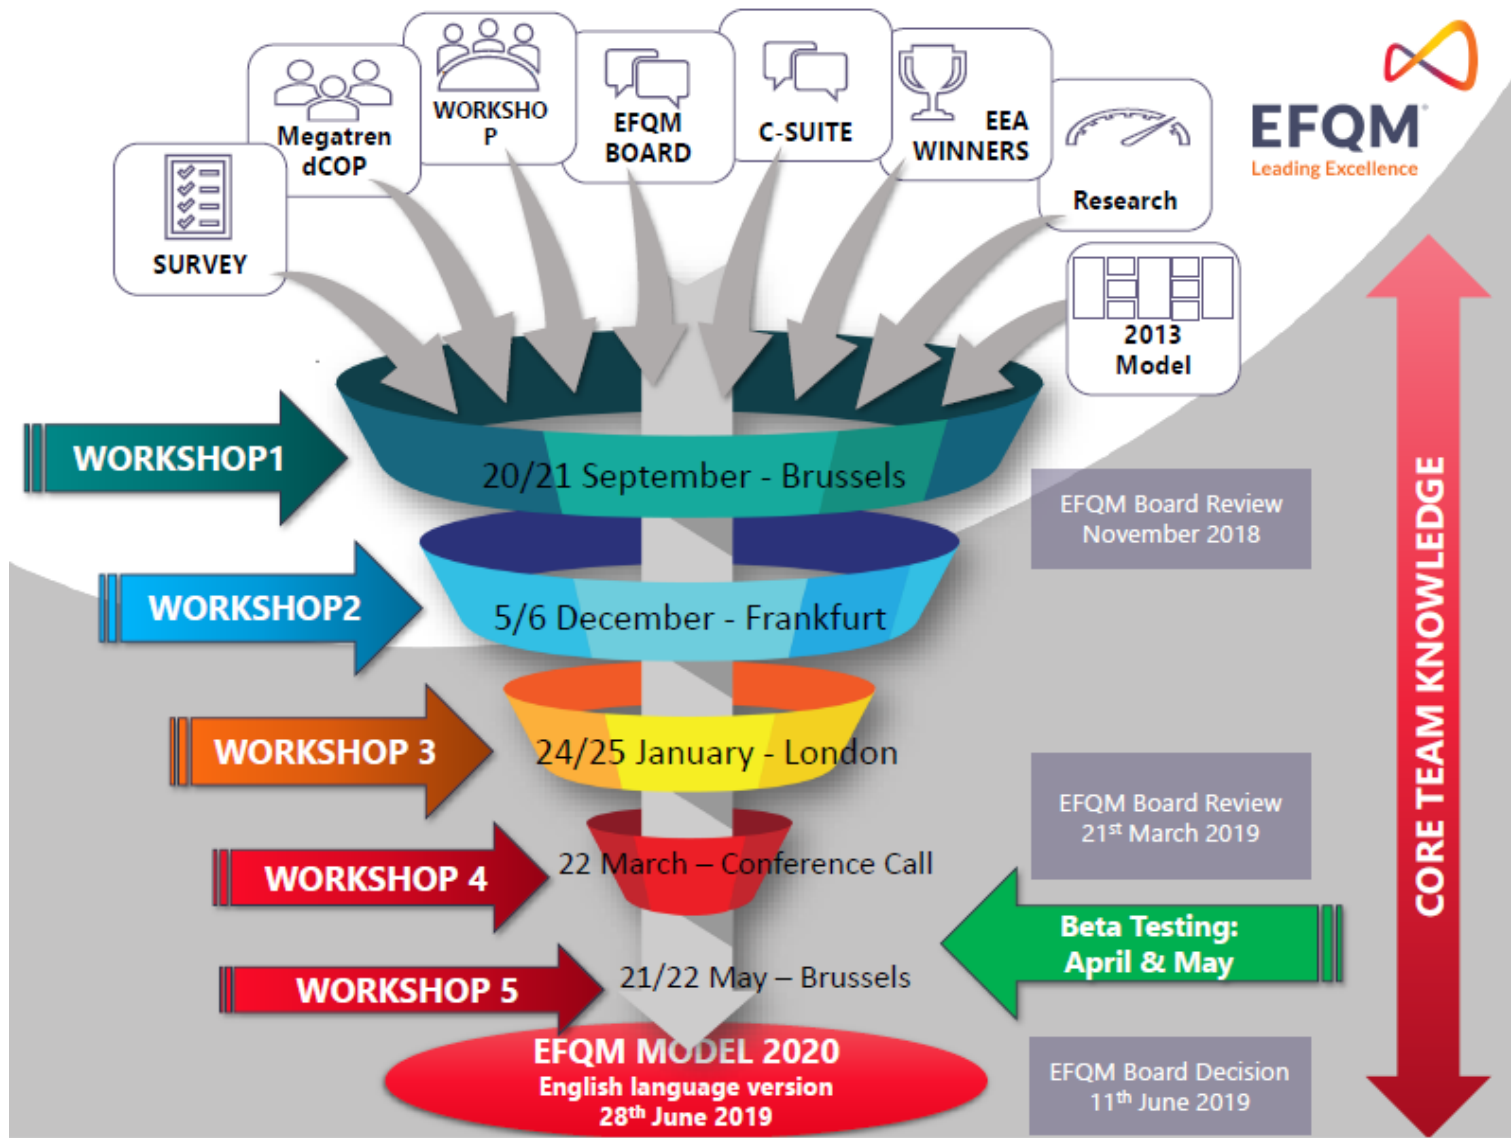 SURVEY
Megatren
dCOP
WORKSHO
P
EFQM
BOARD
C-SUITE
EEA
WINNERS
Research
2013
Model
EFQM
Leading Excellence
WORKSHOP1
20/21 September - Brussels
EFQM Board Review
November 2018
WORKSHOP2
5/6 December - Frankfurt
WORKSHOP 3
24/25 January - London
EFQM Board Review
21st March 2019
WORKSHOP 4
22 March – Conference Call
Beta Testing:
April & May
WORKSHOP 5
21/22 May – Brussels
EFQM MODEL 2020
English language version
28th June 2019
EFQM Board Decision
11th June 2019
CORE TEAM KNOWLEDGE